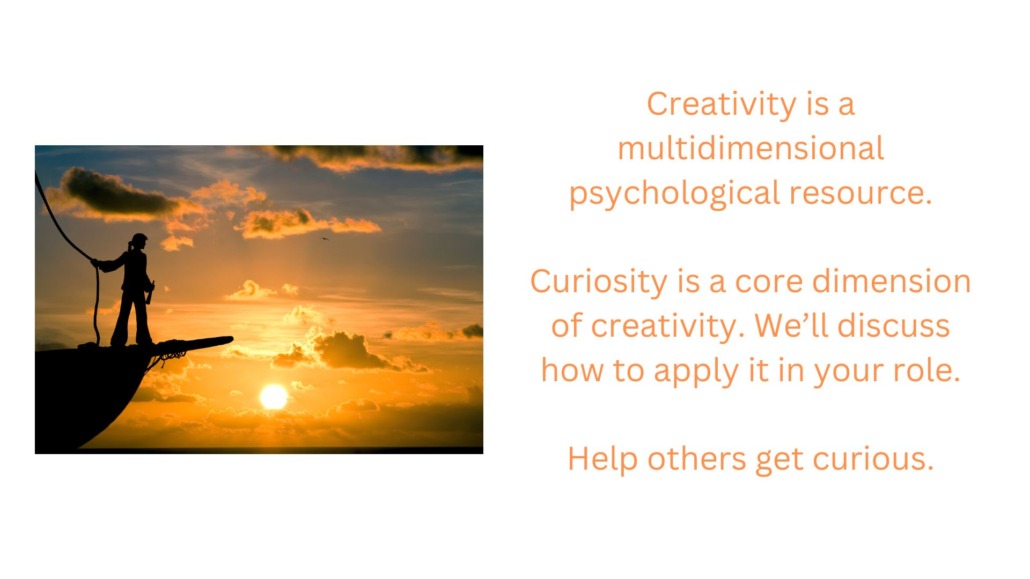 Creativity is a
multidimensional
psychological resource.
Curiosity is a core dimension
of creativity. We’ll discuss
how to apply it in your role.
Help others get curious.